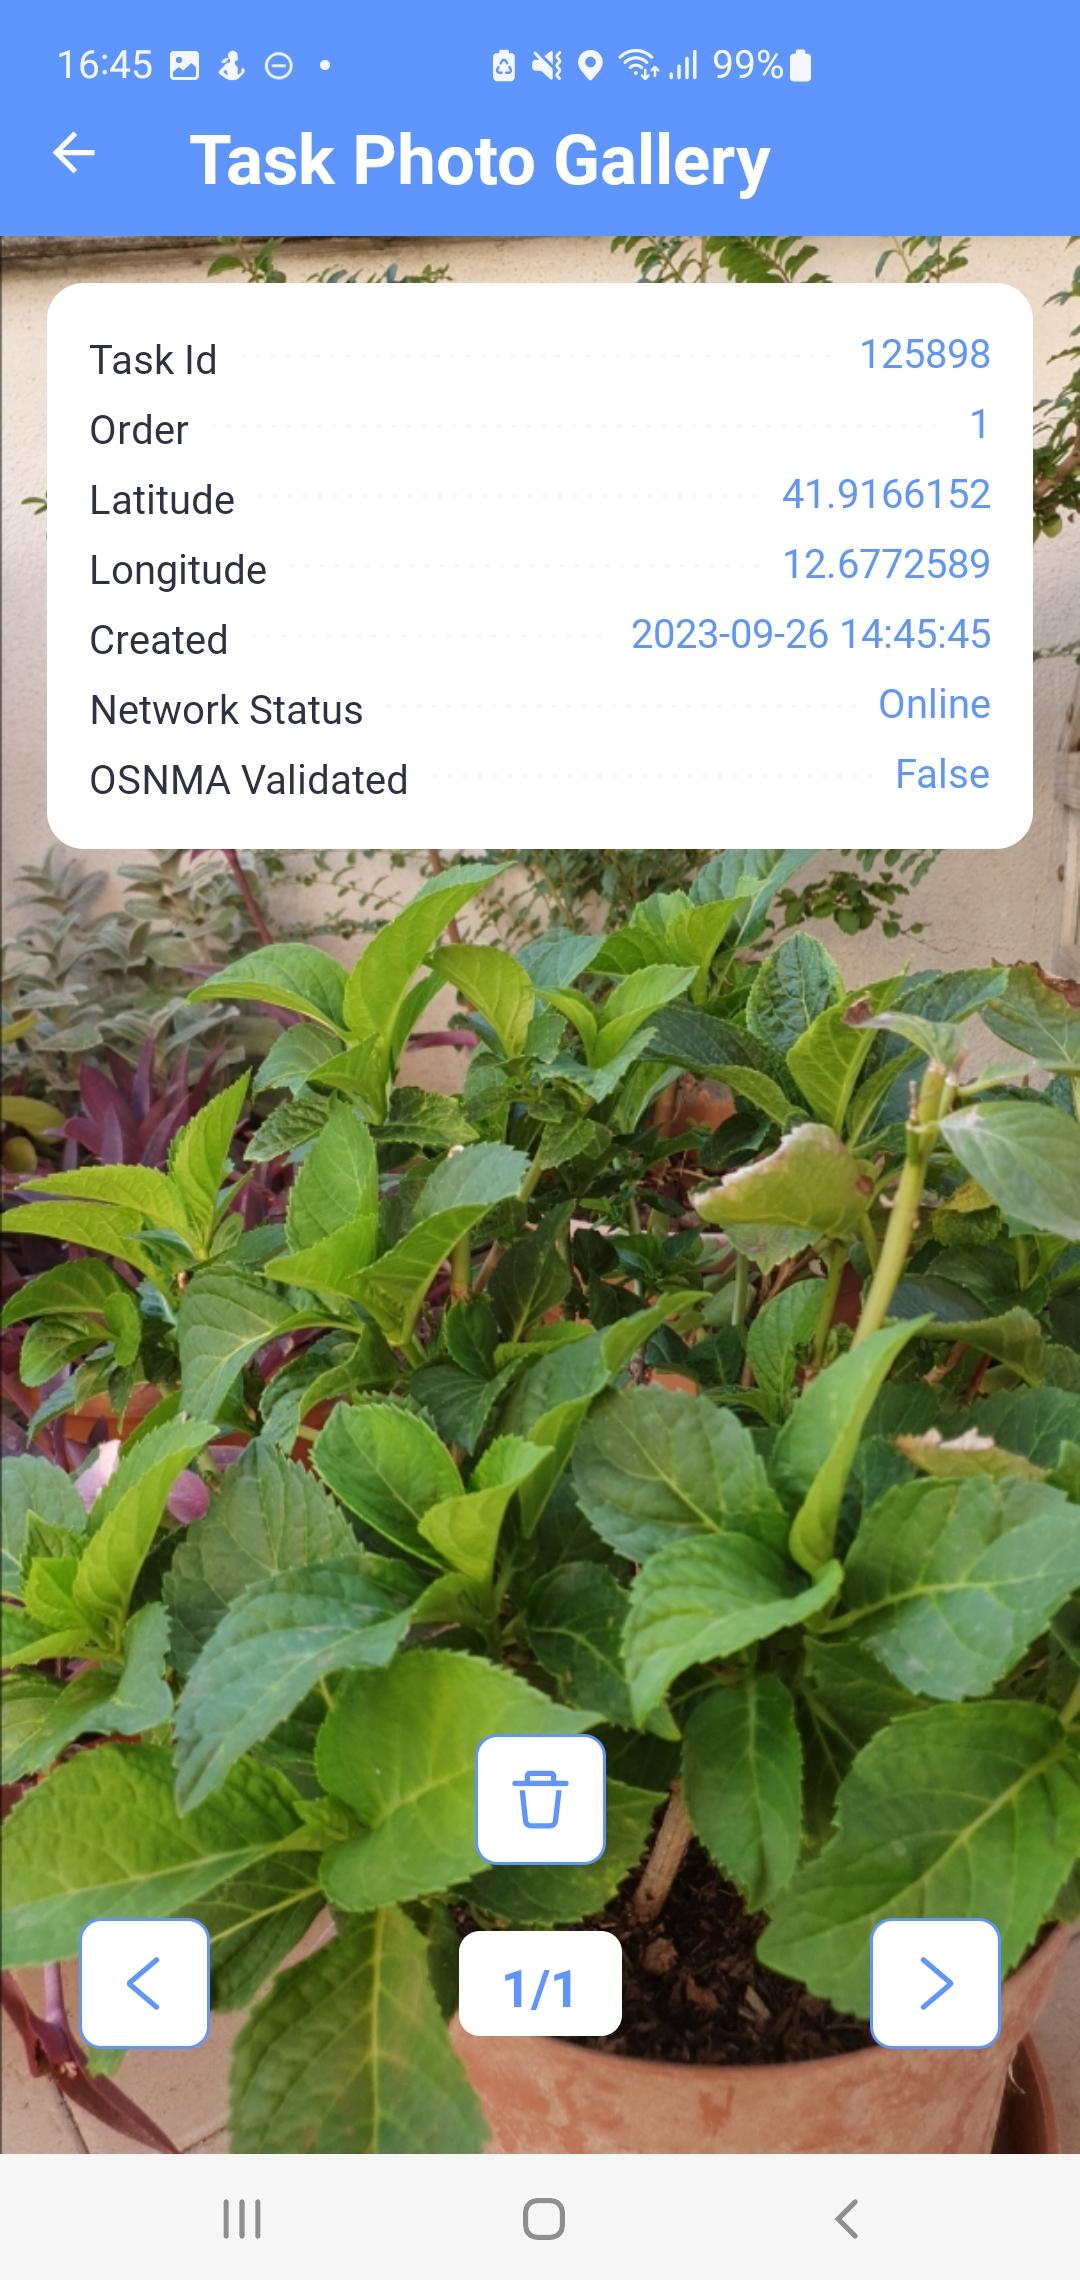 16:45 99%
Task Photo Gallery
Task Id 125898
Order 1
Latitude 41.9166152
Longitude 12.6772589
Created 2023-09-26 14:45:45
Network Status Online
OSNMA Validated False
1/1